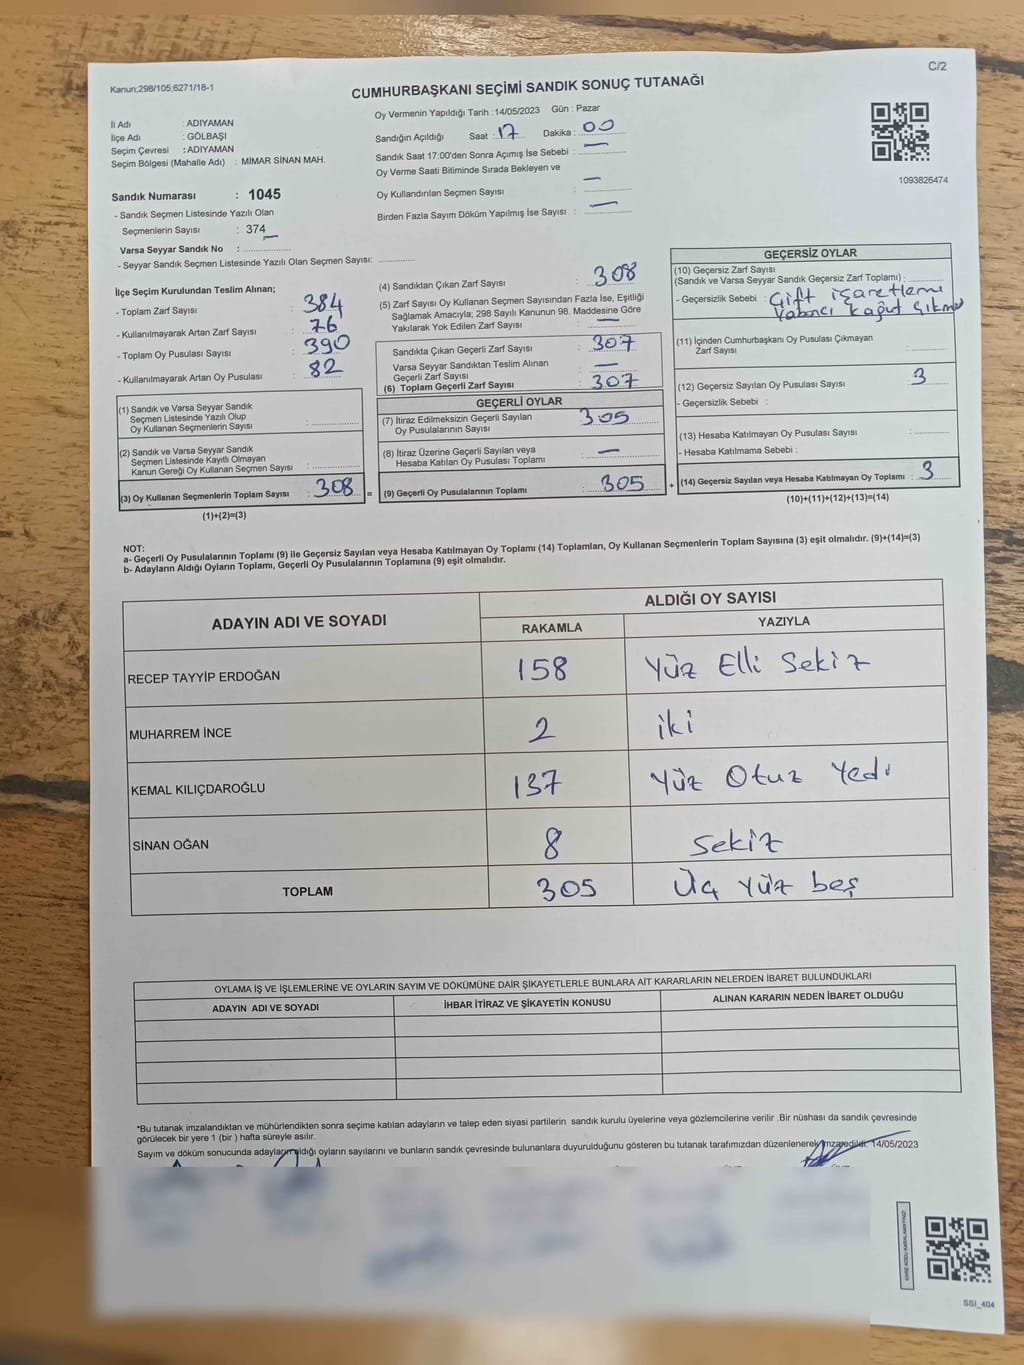 C/2
Kanun;298/105;6271/18-1
CUMHURBAŞKANI SEÇİMİ SANDIK SONUÇ TUTANAĞI
İl Adı : ADIYAMAN
İlçe Adı : GÖLBAŞI
Seçim Çevresi : ADIYAMAN
Seçim Bölgesi (Mahalle Adı) : MİMAR SİNAN MAH.
Sandık Numarası : 1045
- Sandık Seçmen Listesinde Yazılı Olan
Seçmenlerin Sayısı : 374
Varsa Seyyar Sandık No :
- Seyyar Sandık Seçmen Listesinde Yazılı Olan Seçmen Sayısı:
Oy Vermenin Yapıldığı Tarih : 14/05/2023 Gün : Pazar
Sandığın Açıldığı Saat : 17 Dakika : 00
Sandık Saat 17:00'den Sonra Açımış İse Sebebi : —
Oy Verme Saati Bitiminde Sırada Bekleyen ve
Oy Kullandırılan Seçmen Sayısı : —
Birden Fazla Sayım Döküm Yapılmış İse Sayısı : —
1093826474
İlçe Seçim Kurulundan Teslim Alınan;
- Toplam Zarf Sayısı : 384
- Kullanılmayarak Artan Zarf Sayısı : 76
- Toplam Oy Pusulası Sayısı : 390
- Kullanılmayarak Artan Oy Pusulası : 82
(1) Sandık ve Varsa Seyyar Sandık
Seçmen Listesinde Yazılı Olup
Oy Kullanan Seçmenlerin Sayısı :
(2) Sandık ve Varsa Seyyar Sandık
Seçmen Listesinde Kayıtlı Olmayan
Kanun Gereği Oy Kullanan Seçmen Sayısı :
(3) Oy Kullanan Seçmenlerin Toplam Sayısı : 308 =
(1)+(2)=(3)
(4) Sandıktan Çıkan Zarf Sayısı : 308
(5) Zarf Sayısı Oy Kullanan Seçmen Sayısından Fazla İse, Eşitliği
Sağlamak Amacıyla; 298 Sayılı Kanunun 98. Maddesine Göre
Yakılarak Yok Edilen Zarf Sayısı : —
Sandıkta Çıkan Geçerli Zarf Sayısı : 307
Varsa Seyyar Sandıktan Teslim Alınan
Geçerli Zarf Sayısı : —
(6) Toplam Geçerli Zarf Sayısı : 307
GEÇERLİ OYLAR
(7) İtiraz Edilmeksizin Geçerli Sayılan
Oy Pusulalarının Sayısı : 305
(8) İtiraz Üzerine Geçerli Sayılan veya
Hesaba Katılan Oy Pusulası Toplamı : —
(9) Geçerli Oy Pusulalarının Toplamı : 305 +
GEÇERSİZ OYLAR
(10) Geçersiz Zarf Sayısı
(Sandık ve Varsa Seyyar Sandık Geçersiz Zarf Toplamı) :
- Geçersizlik Sebebi : Çift işaretleme
Yabancı kağıt çıkma
(11) İçinden Cumhurbaşkanı Oy Pusulası Çıkmayan
Zarf Sayısı :
(12) Geçersiz Sayılan Oy Pusulası Sayısı : 3
- Geçersizlik Sebebi :
(13) Hesaba Katılmayan Oy Pusulası Sayısı :
- Hesaba Katılmama Sebebi :
(14) Geçersiz Sayılan veya Hesaba Katılmayan Oy Toplamı : 3
(10)+(11)+(12)+(13)=(14)
NOT:
a- Geçerli Oy Pusulalarının Toplamı (9) ile Geçersiz Sayılan veya Hesaba Katılmayan Oy Toplamı (14) Toplamları, Oy Kullanan Seçmenlerin Toplam Sayısına (3) eşit olmalıdır. (9)+(14)=(3)
b- Adayların Aldığı Oyların Toplamı, Geçerli Oy Pusulalarının Toplamına (9) eşit olmalıdır.
ADAYIN ADI VE SOYADI ALDIĞI OY SAYISI
RAKAMLA YAZIYLA
RECEP TAYYİP ERDOĞAN 158 Yüz Elli Sekiz
MUHARREM İNCE 2 iki
KEMAL KILIÇDAROĞLU 137 Yüz Otuz Yedi
SİNAN OĞAN 8 Sekiz
TOPLAM 305 Üç Yüz beş
OYLAMA İŞ VE İŞLEMLERİNE VE OYLARIN SAYIM VE DÖKÜMÜNE DAİR ŞİKAYETLERLE BUNLARA AİT KARARLARIN NELERDEN İBARET BULUNDUKLARI
ADAYIN ADI VE SOYADI İHBAR İTİRAZ VE ŞİKAYETİN KONUSU ALINAN KARARIN NEDEN İBARET OLDUĞU
*Bu tutanak imzalandıktan ve mühürlendikten sonra seçime katılan adayların ve talep eden siyasi partilerin sandık kurulu üyelerine veya gözlemcilerine verilir .Bir nüshası da sandık çevresinde
görülecek bir yere 1 (bir ) hafta süreyle asılır.
Sayım ve döküm sonucunda adayların aldığı oyların sayılarını ve bunların sandık çevresinde bulunanlara duyurulduğunu gösteren bu tutanak tarafımızdan düzenlenerek imza edildi. 14/05/2023
SSI_404